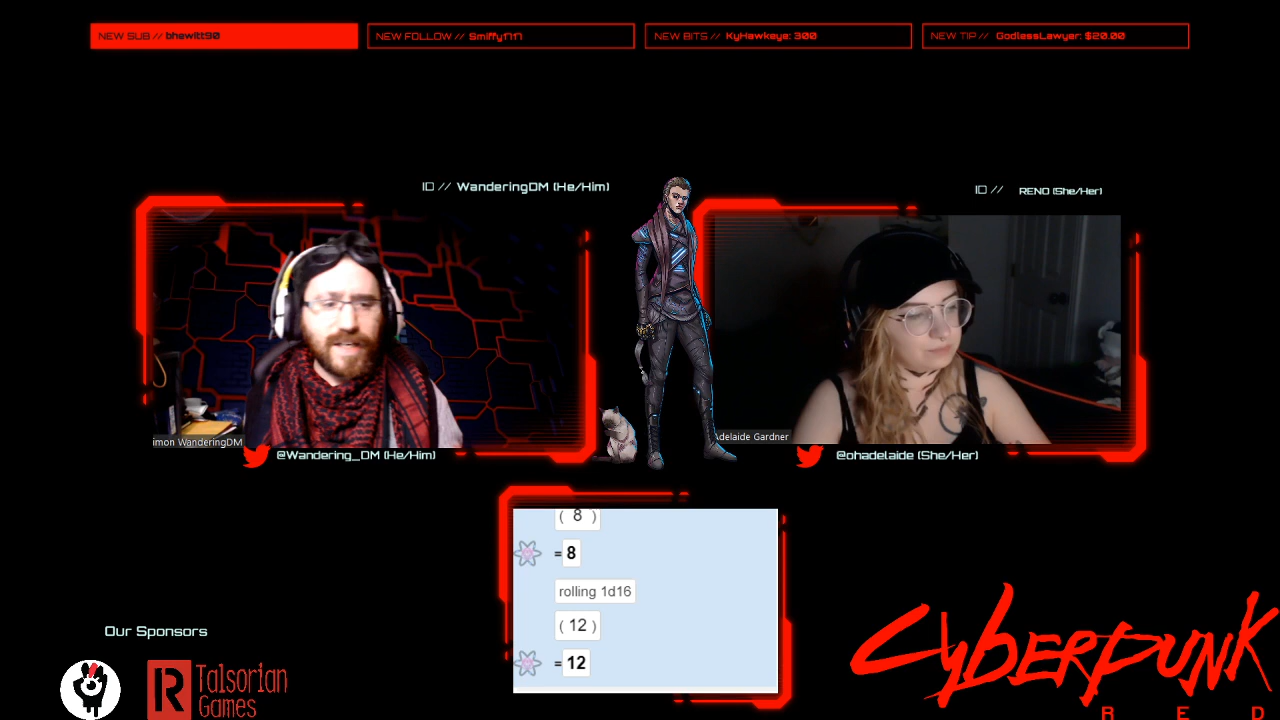 NEW SUB // bhewitt90
NEW FOLLOW // Smiffy1717
NEW BITS // KyHawkeye: 300
NEW TIP // GodlessLawyer: $20.00
ID // WanderingDM (He/Him)
ID // RENO (She/Her)
imon WanderingDM
Adelaide Gardner
@Wandering_DM (He/Him)
@ohadelaide (She/Her)
( 8 )
=8
rolling 1d16
( 12 )
=12
Our Sponsors
R Talsorian
Games
Cyberpunk
RED